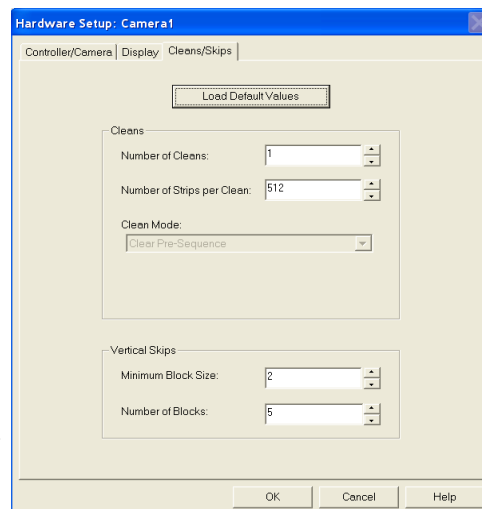 Hardware Setup: Camera1
Controller/Camera Display Cleans/Skips
Load Default Values
Cleans
Number of Cleans: 1
Number of Strips per Clean: 512
Clean Mode:
Clear Pre-Sequence
Vertical Skips
Minimum Block Size: 2
Number of Blocks: 5
OK Cancel Help